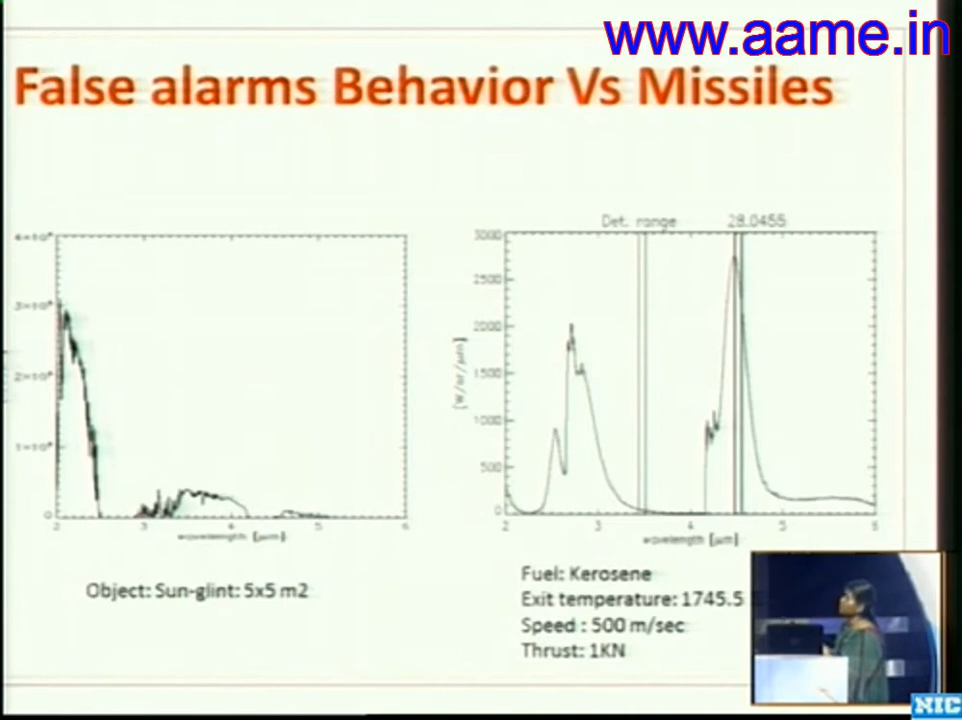 www.aame.in
False alarms Behavior Vs Missiles
Det. range 28.0455
3000
2500
2000
1500
1000
500
0
[W/sr/μm]
2 3 4 5 6
wavelength [μm]
0
2 3 4 5 6
wavelength [μm]
Object: Sun-glint: 5x5 m2
Fuel: Kerosene
Exit temperature: 1745.5
Speed : 500 m/sec
Thrust: 1KN
NIC